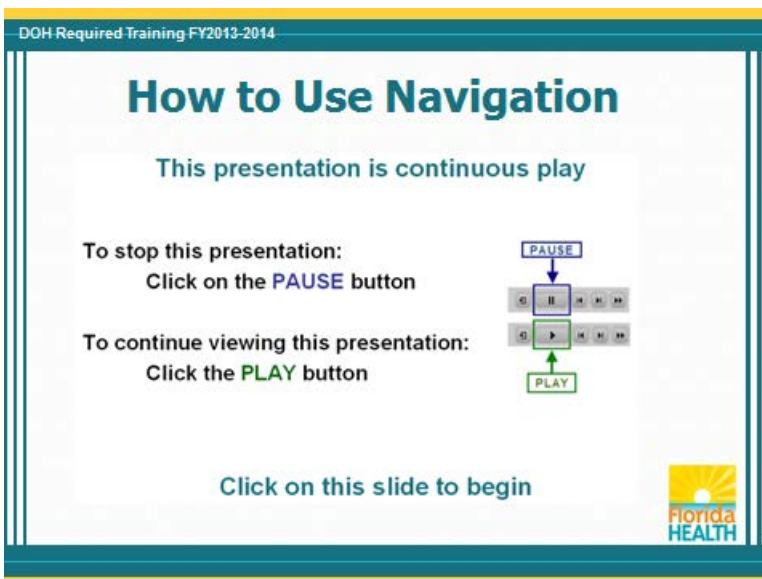 DOH Required Training FY2013-2014
How to Use Navigation
This presentation is continuous play
To stop this presentation:
Click on the PAUSE button
PAUSE
To continue viewing this presentation:
Click the PLAY button
PLAY
Click on this slide to begin
Florida
HEALTH